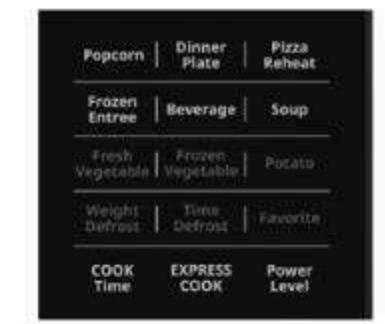 Popcorn | Dinner Plate | Pizza Reheat
Frozen Entree | Beverage | Soup
Fresh Vegetable | Frozen Vegetable | Potato
Weight Defrost | Time Defrost | Favorite
COOK Time | EXPRESS COOK | Power Level